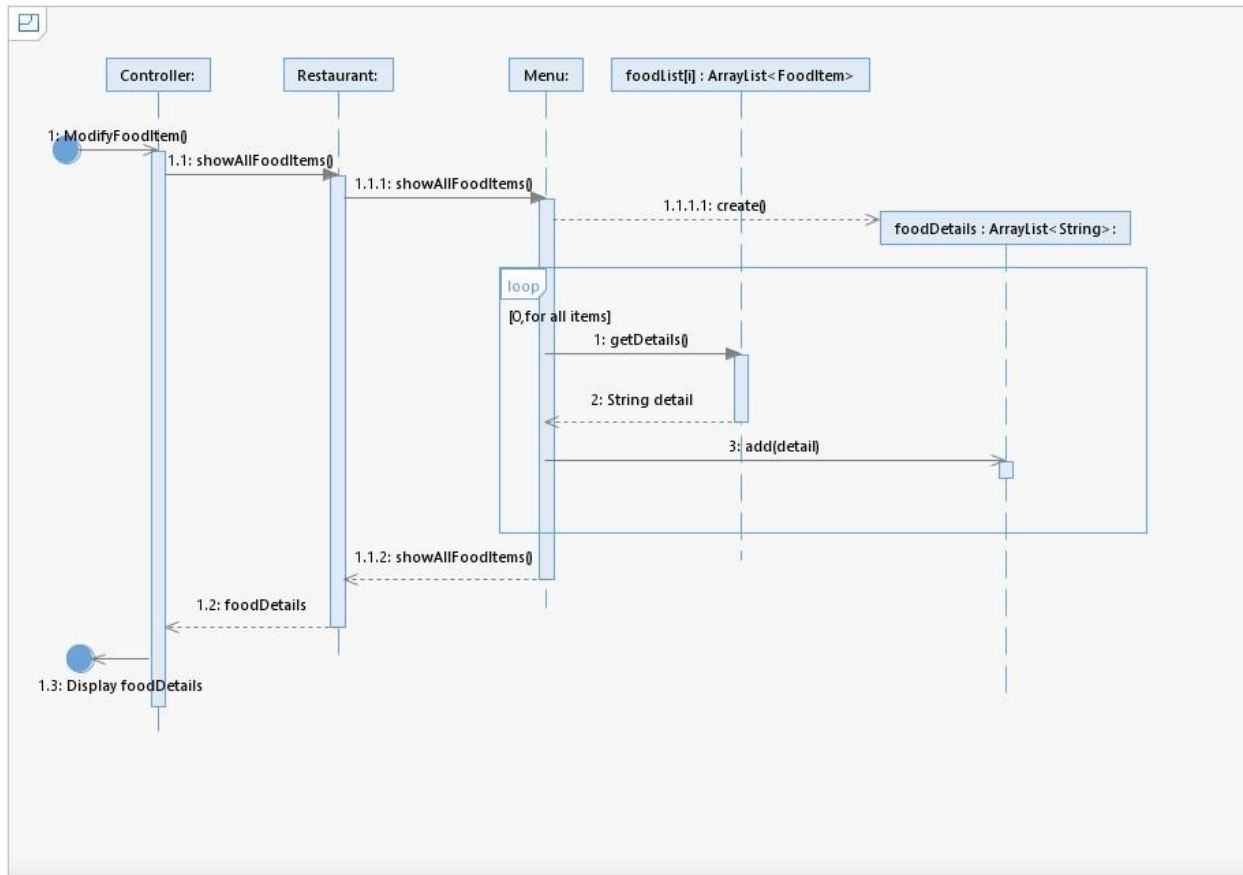 Controller:
Restaurant:
Menu:
foodList[i] : ArrayList<FoodItem>
1: ModifyFoodItem()
1.1: showAllFoodItems()
1.1.1: showAllFoodItems()
1.1.1.1: create()
foodDetails : ArrayList<String>:
loop
[0,for all items]
1: getDetails()
2: String detail
3: add(detail)
1.1.2: showAllFoodItems()
1.2: foodDetails
1.3: Display foodDetails